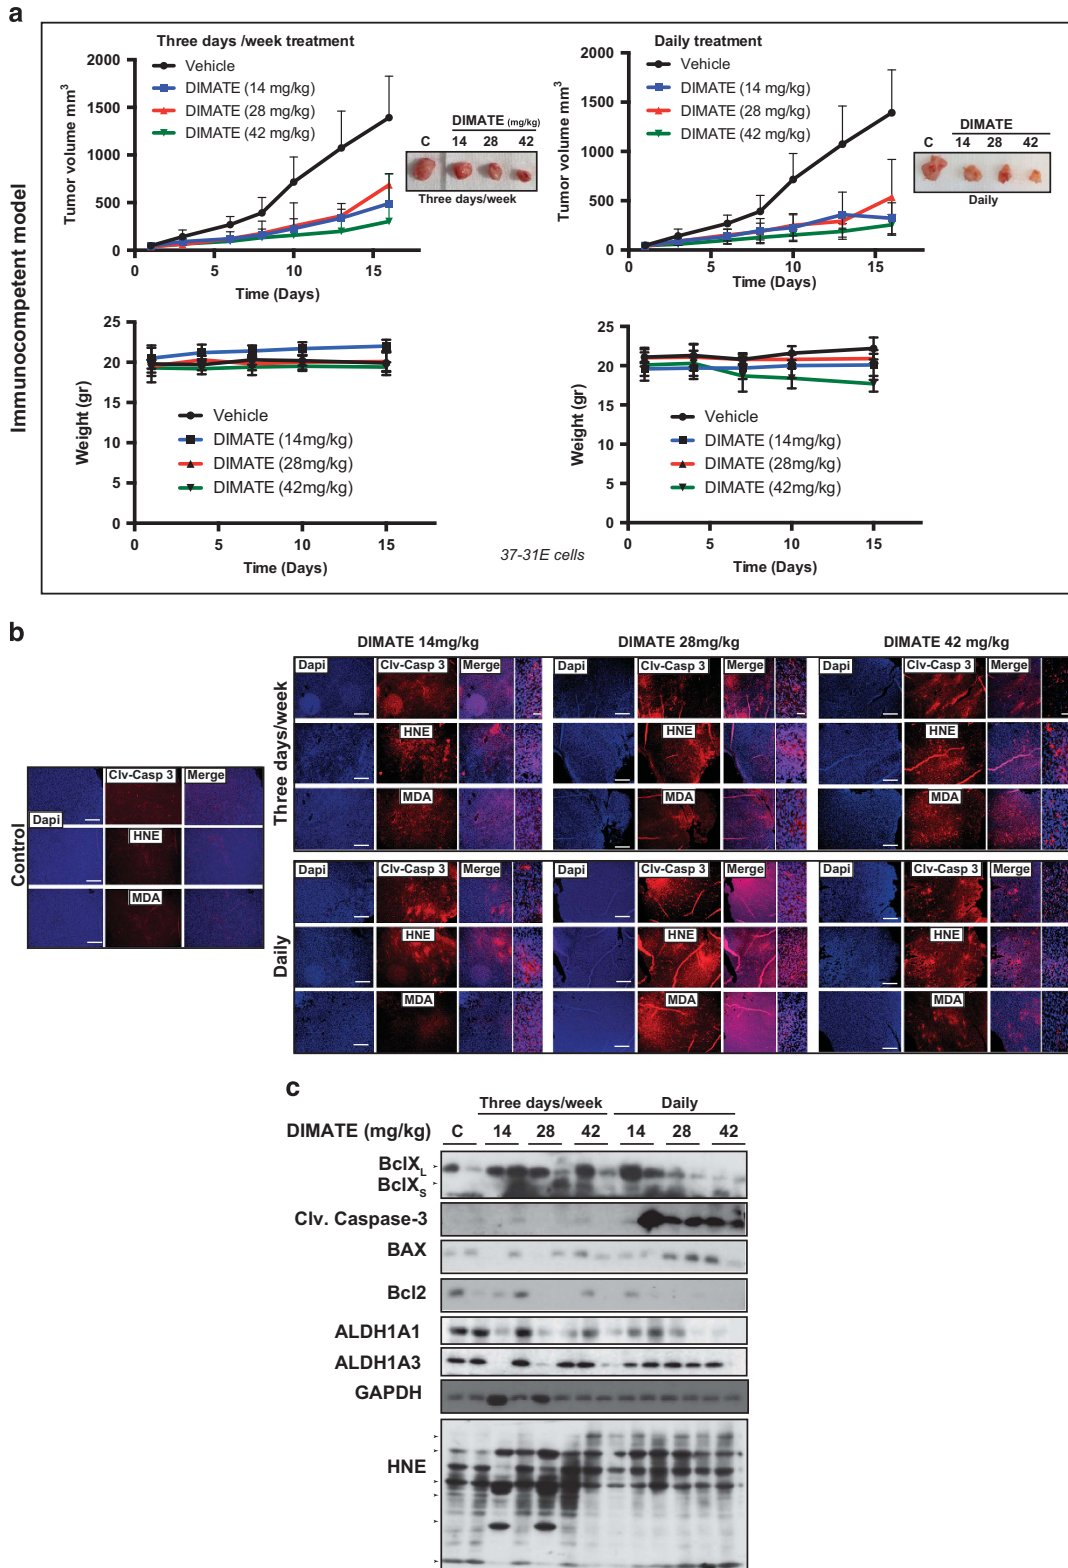 a
Immunocompetent model
Three days /week treatment
Tumor volume mm³
2000
1500
1000
500
0
Vehicle
DIMATE (14 mg/kg)
DIMATE (28 mg/kg)
DIMATE (42 mg/kg)
0 5 10 15
Time (Days)
DIMATE (mg/kg)
C 14 28 42
Three days/week
Daily treatment
Tumor volume mm³
2000
1500
1000
500
0
Vehicle
DIMATE (14 mg/kg)
DIMATE (28 mg/kg)
DIMATE (42 mg/kg)
0 5 10 15
Time (Days)
DIMATE
C 14 28 42
Daily
Weight (gr)
25
20
15
10
5
0
Vehicle
DIMATE (14mg/kg)
DIMATE (28mg/kg)
DIMATE (42mg/kg)
0 5 10 15
Time (Days)
Weight (gr)
25
20
15
10
5
0
Vehicle
DIMATE (14mg/kg)
DIMATE (28mg/kg)
DIMATE (42mg/kg)
0 5 10 15
Time (Days)
37-31E cells
b
Control
Clv-Casp 3 Merge
Dapi
HNE
MDA
DIMATE 14mg/kg DIMATE 28mg/kg DIMATE 42 mg/kg
Three days/week
Dapi Clv-Casp 3 Merge Dapi Clv-Casp 3 Merge Dapi Clv-Casp 3 Merge
HNE HNE HNE
MDA MDA MDA
Daily
Dapi Clv-Casp 3 Merge Dapi Clv-Casp 3 Merge Dapi Clv-Casp 3 Merge
HNE HNE HNE
MDA MDA MDA
c
Three days/week Daily
DIMATE (mg/kg) C 14 28 42 14 28 42
BclXL
BclXS
Clv. Caspase-3
BAX
Bcl2
ALDH1A1
ALDH1A3
GAPDH
HNE